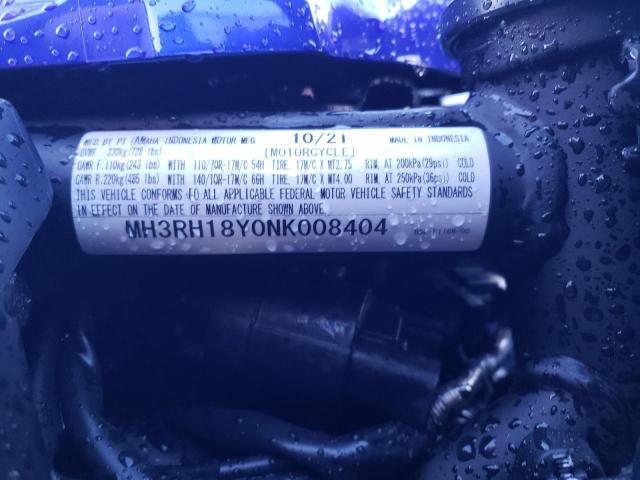 MFD. BY PT YAMAHA INDONESIA MOTOR MFG 10/21 MADE IN INDONESIA
GVWR 330kg(728 lbs) [MOTORCYCLE]
GAWR F.110kg(243 lbs) WITH 110/70R-17M/C 54H TIRE, 17M/C X MT2.75 RIM, AT 200kPa(29psi) COLD
GAWR R.220kg(485 lbs) WITH 140/70R-17M/C 66H TIRE, 17M/C X MT4.00 RIM, AT 250kPa(36psi) COLD
THIS VEHICLE CONFORMS TO ALL APPLICABLE FEDERAL MOTOR VEHICLE SAFETY STANDARDS
IN EFFECT ON THE DATE OF MANUFACTURE SHOWN ABOVE
MH3RH18Y0NK008404